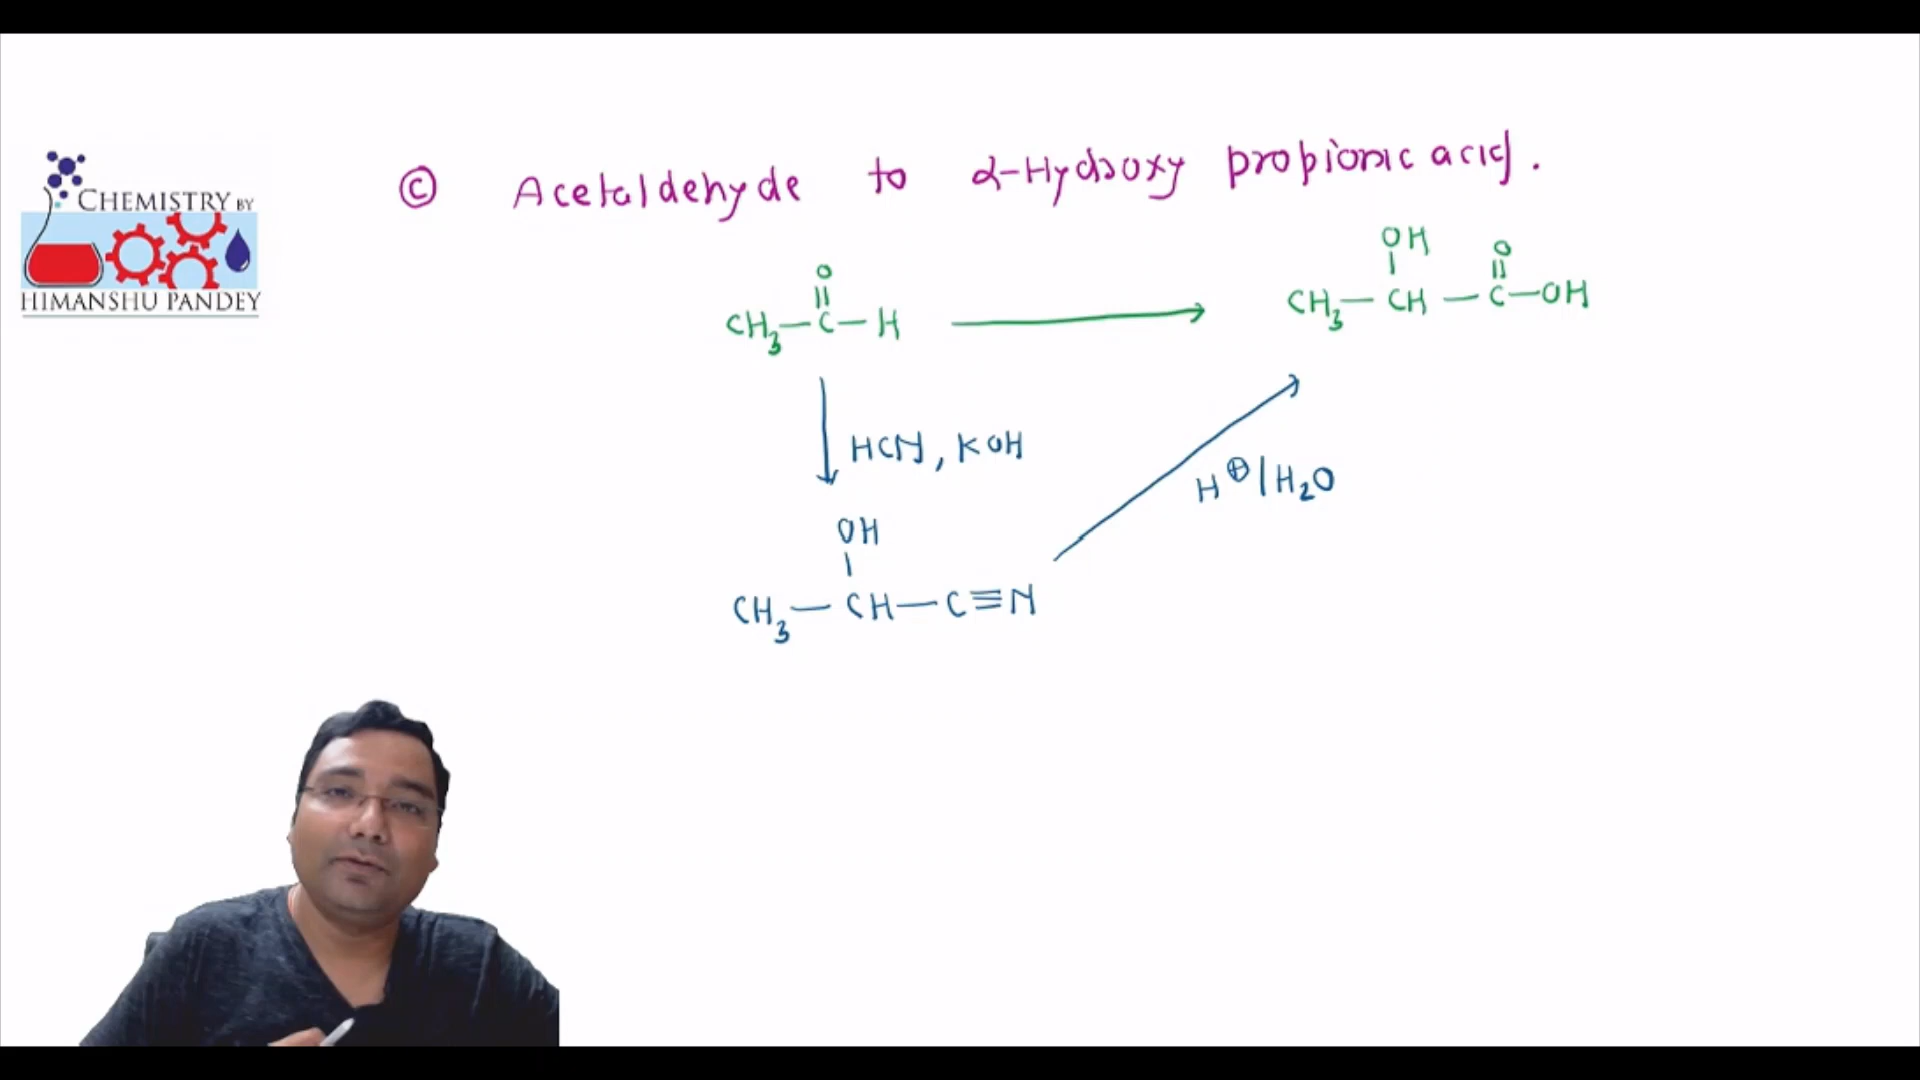 CHEMISTRY BY
HIMANSHU PANDEY
© Acetaldehyde to α-Hydroxy propionic acid.
O
||
CH₃—C—H
OH O
| ||
CH₃—CH—C—OH
HCN, KOH
H⊕/H₂O
OH
|
CH₃—CH—C≡N